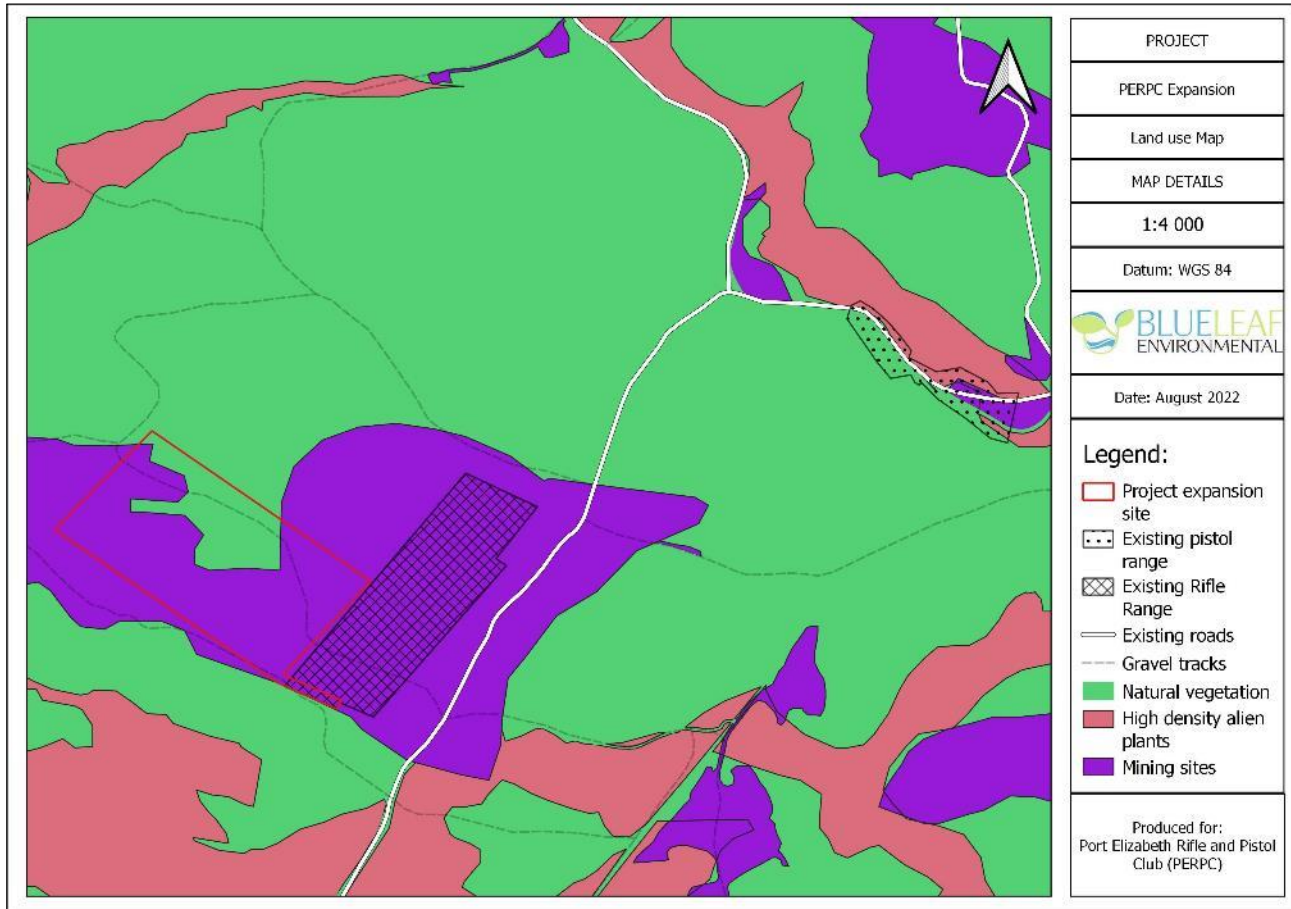 PROJECT
PERPC Expansion
Land use Map
MAP DETAILS
1:4 000
Datum: WGS 84
BLUELEAF
ENVIRONMENTAL
Date: August 2022
Legend:
Project expansion
site
Existing pistol
range
Existing Rifle
Range
Existing roads
Gravel tracks
Natural vegetation
High density alien
plants
Mining sites
Produced for:
Port Elizabeth Rifle and Pistol
Club (PERPC)